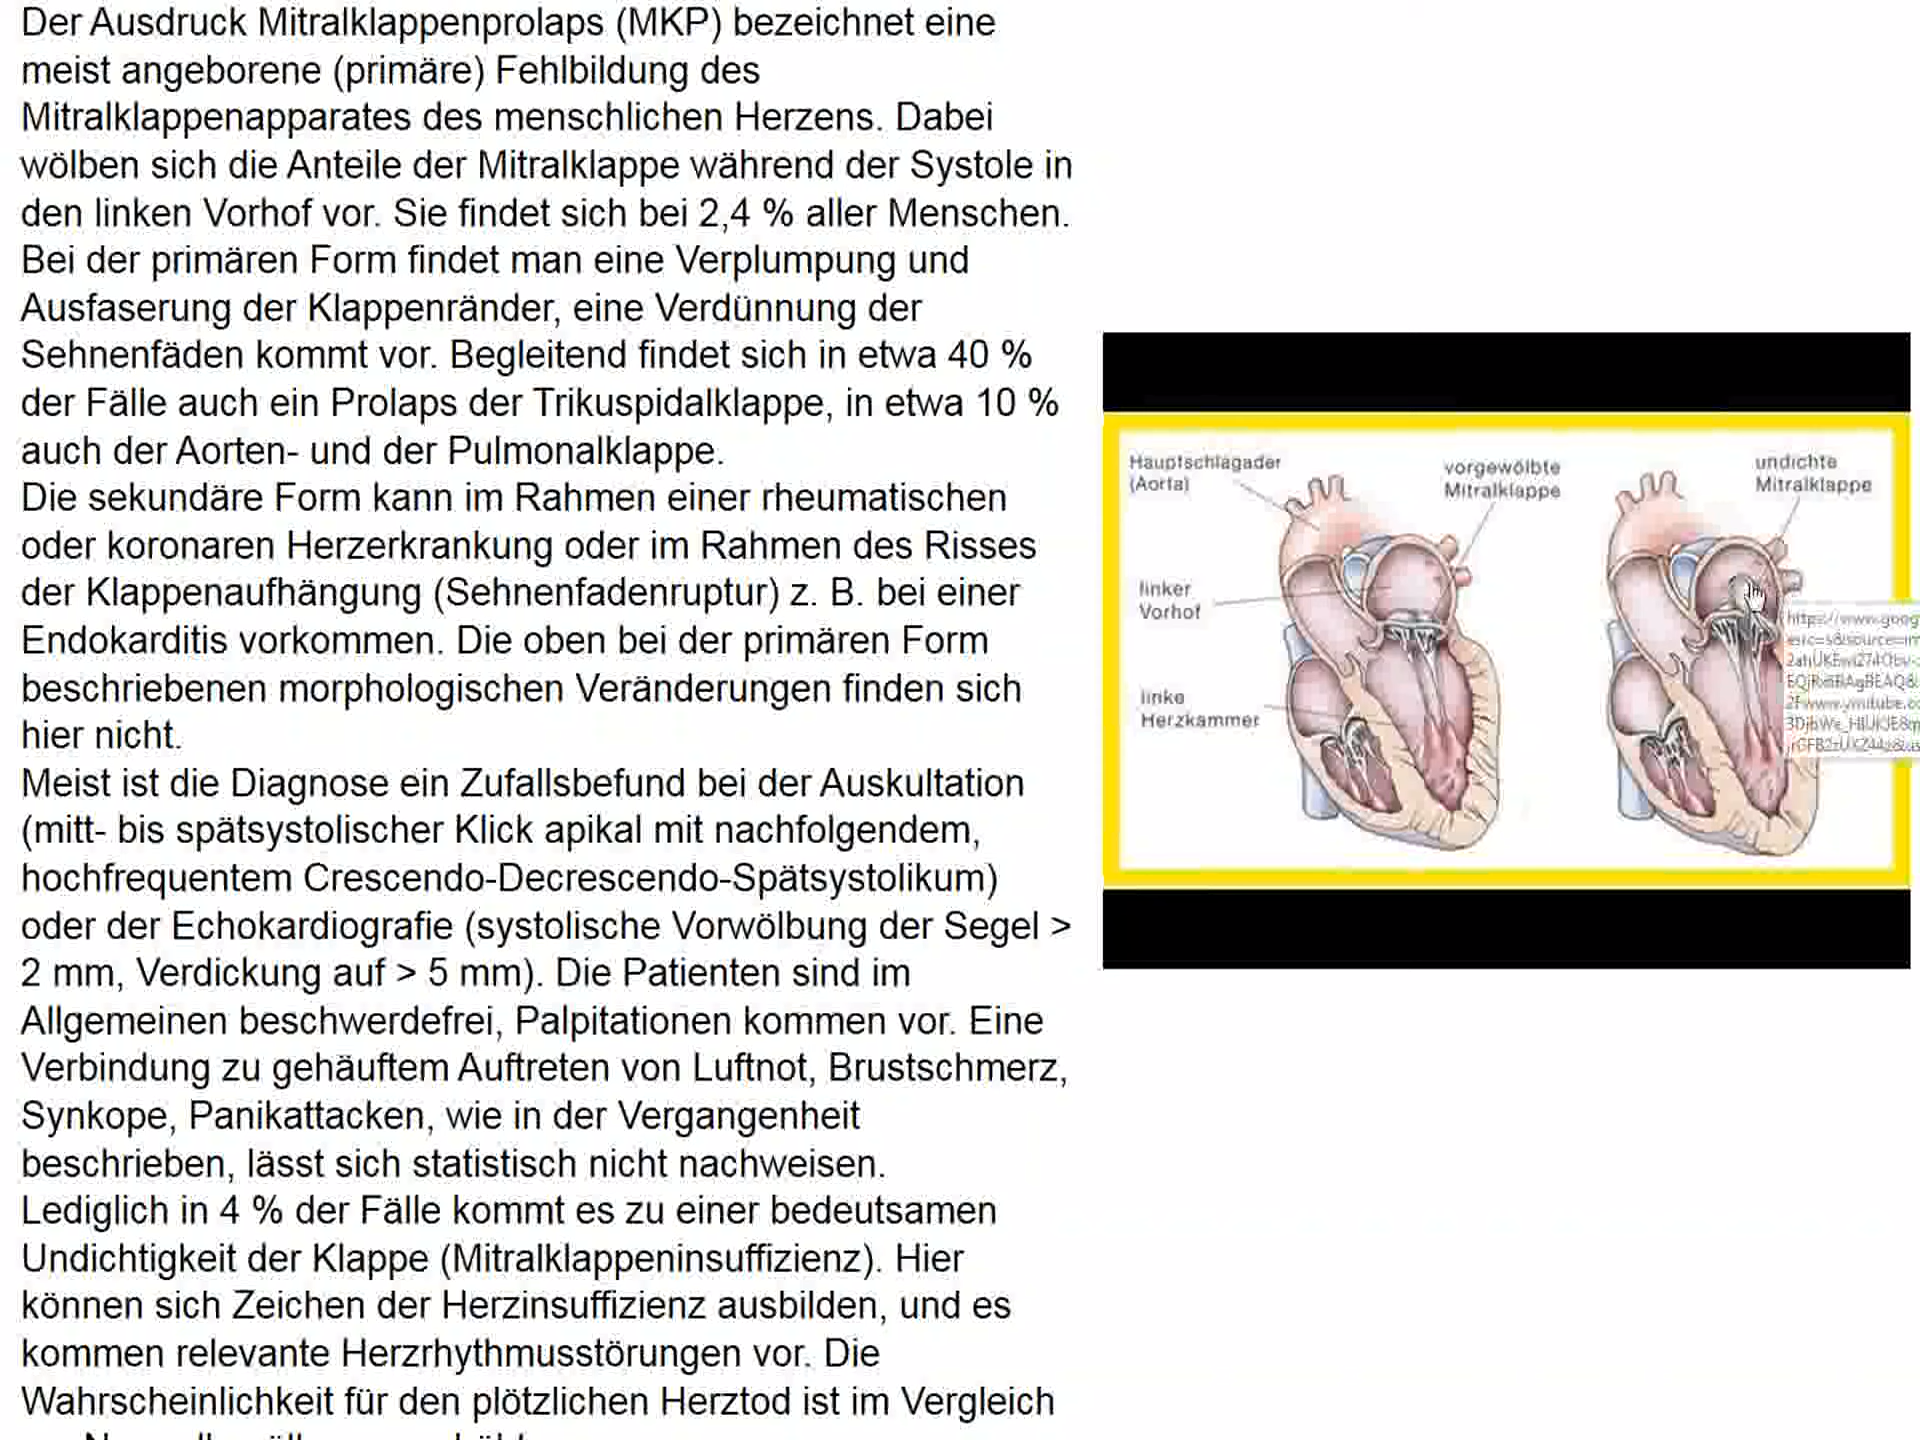 Der Ausdruck Mitralklappenprolaps (MKP) bezeichnet eine
meist angeborene (primäre) Fehlbildung des
Mitralklappenapparates des menschlichen Herzens. Dabei
wölben sich die Anteile der Mitralklappe während der Systole in
den linken Vorhof vor. Sie findet sich bei 2,4 % aller Menschen.
Bei der primären Form findet man eine Verplumpung und
Ausfaserung der Klappenränder, eine Verdünnung der
Sehnenfäden kommt vor. Begleitend findet sich in etwa 40 %
der Fälle auch ein Prolaps der Trikuspidalklappe, in etwa 10 %
auch der Aorten- und der Pulmonalklappe.
Die sekundäre Form kann im Rahmen einer rheumatischen
oder koronaren Herzerkrankung oder im Rahmen des Risses
der Klappenaufhängung (Sehnenfadenruptur) z. B. bei einer
Endokarditis vorkommen. Die oben bei der primären Form
beschriebenen morphologischen Veränderungen finden sich
hier nicht.
Meist ist die Diagnose ein Zufallsbefund bei der Auskultation
(mitt- bis spätsystolischer Klick apikal mit nachfolgendem,
hochfrequentem Crescendo-Decrescendo-Spätsystolikum)
oder der Echokardiografie (systolische Vorwölbung der Segel >
2 mm, Verdickung auf > 5 mm). Die Patienten sind im
Allgemeinen beschwerdefrei, Palpitationen kommen vor. Eine
Verbindung zu gehäuftem Auftreten von Luftnot, Brustschmerz,
Synkope, Panikattacken, wie in der Vergangenheit
beschrieben, lässt sich statistisch nicht nachweisen.
Lediglich in 4 % der Fälle kommt es zu einer bedeutsamen
Undichtigkeit der Klappe (Mitralklappeninsuffizienz). Hier
können sich Zeichen der Herzinsuffizienz ausbilden, und es
kommen relevante Herzrhythmusstörungen vor. Die
Wahrscheinlichkeit für den plötzlichen Herztod ist im Vergleich
Hauptschlagader
(Aorta)
vorgewölbte
Mitralklappe
linker
Vorhof
linke
Herzkammer
undichte
Mitralklappe
https://www.goog